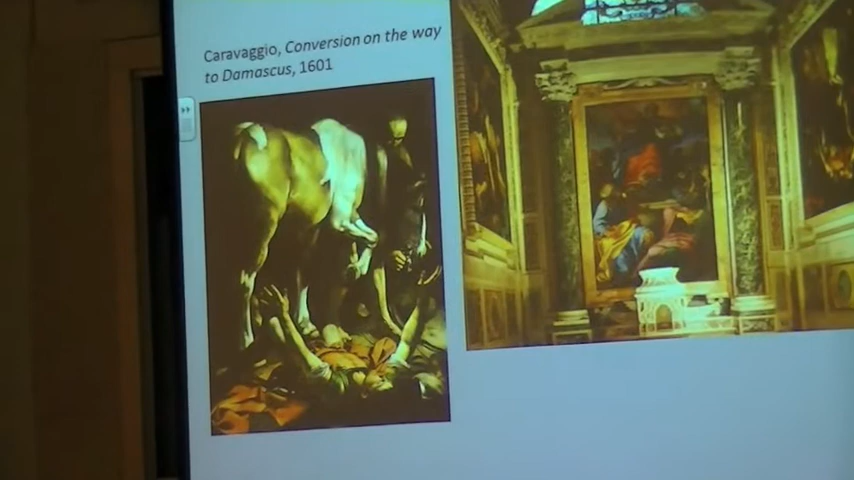 Caravaggio, Conversion on the way
to Damascus, 1601